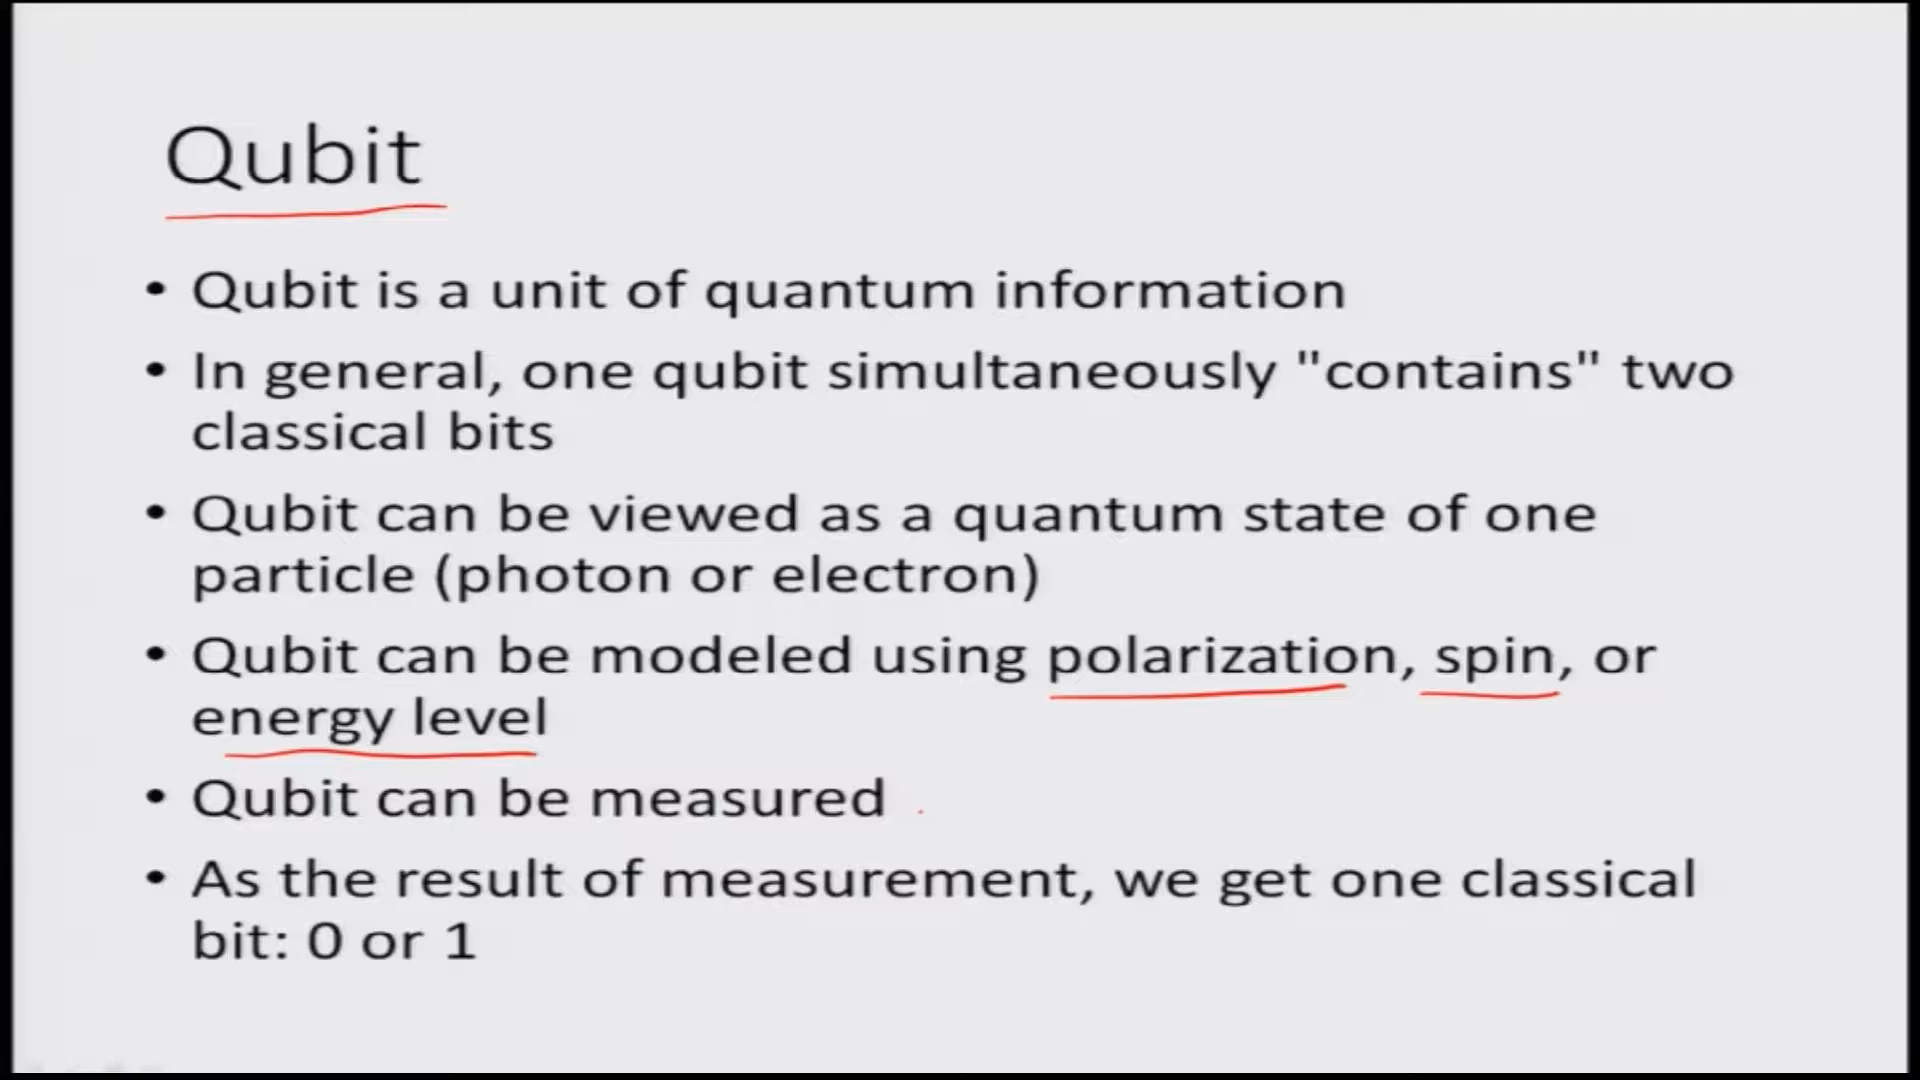 Qubit
• Qubit is a unit of quantum information
• In general, one qubit simultaneously "contains" two
classical bits
• Qubit can be viewed as a quantum state of one
particle (photon or electron)
• Qubit can be modeled using polarization, spin, or
energy level
• Qubit can be measured
• As the result of measurement, we get one classical
bit: 0 or 1